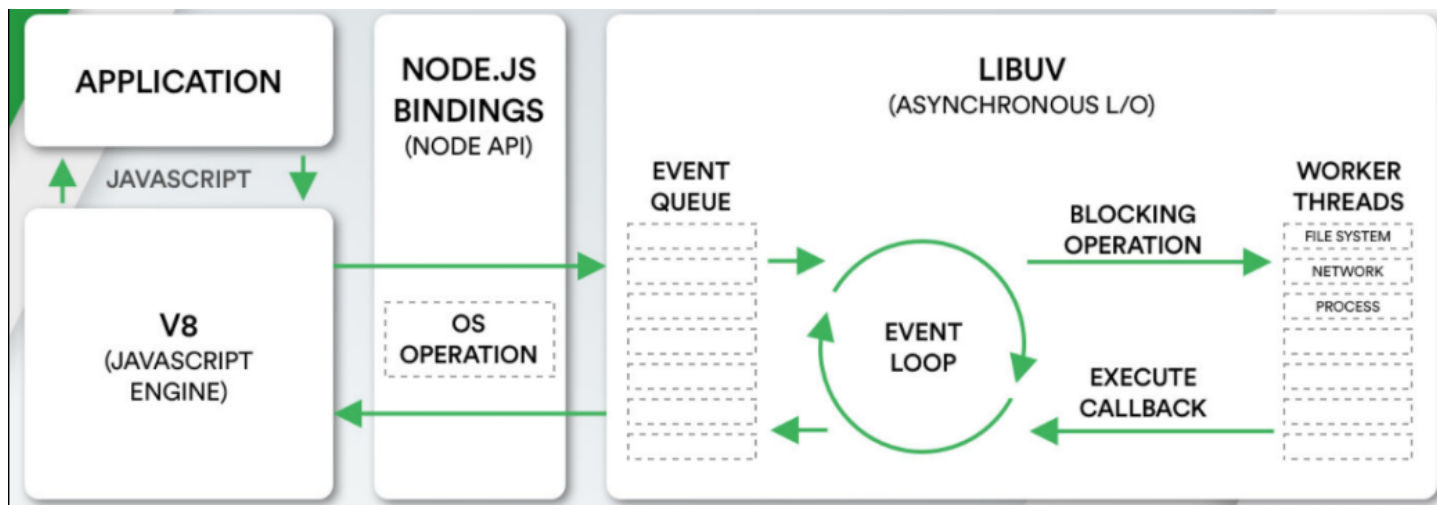 APPLICATION
JAVASCRIPT
V8
(JAVASCRIPT
ENGINE)
NODE.JS
BINDINGS
(NODE API)
OS
OPERATION
LIBUV
(ASYNCHRONOUS L/O)
EVENT
QUEUE
EVENT
LOOP
BLOCKING
OPERATION
EXECUTE
CALLBACK
WORKER
THREADS
FILE SYSTEM
NETWORK
PROCESS